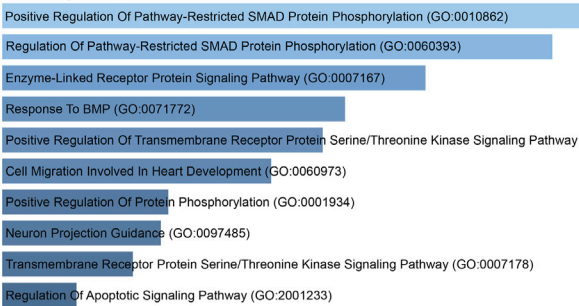 Positive Regulation Of Pathway-Restricted SMAD Protein Phosphorylation (GO:0010862)
Regulation Of Pathway-Restricted SMAD Protein Phosphorylation (GO:0060393)
Enzyme-Linked Receptor Protein Signaling Pathway (GO:0007167)
Response To BMP (GO:0071772)
Positive Regulation Of Transmembrane Receptor Protein Serine/Threonine Kinase Signaling Pathway
Cell Migration Involved In Heart Development (GO:0060973)
Positive Regulation Of Protein Phosphorylation (GO:0001934)
Neuron Projection Guidance (GO:0097485)
Transmembrane Receptor Protein Serine/Threonine Kinase Signaling Pathway (GO:0007178)
Regulation Of Apoptotic Signaling Pathway (GO:2001233)